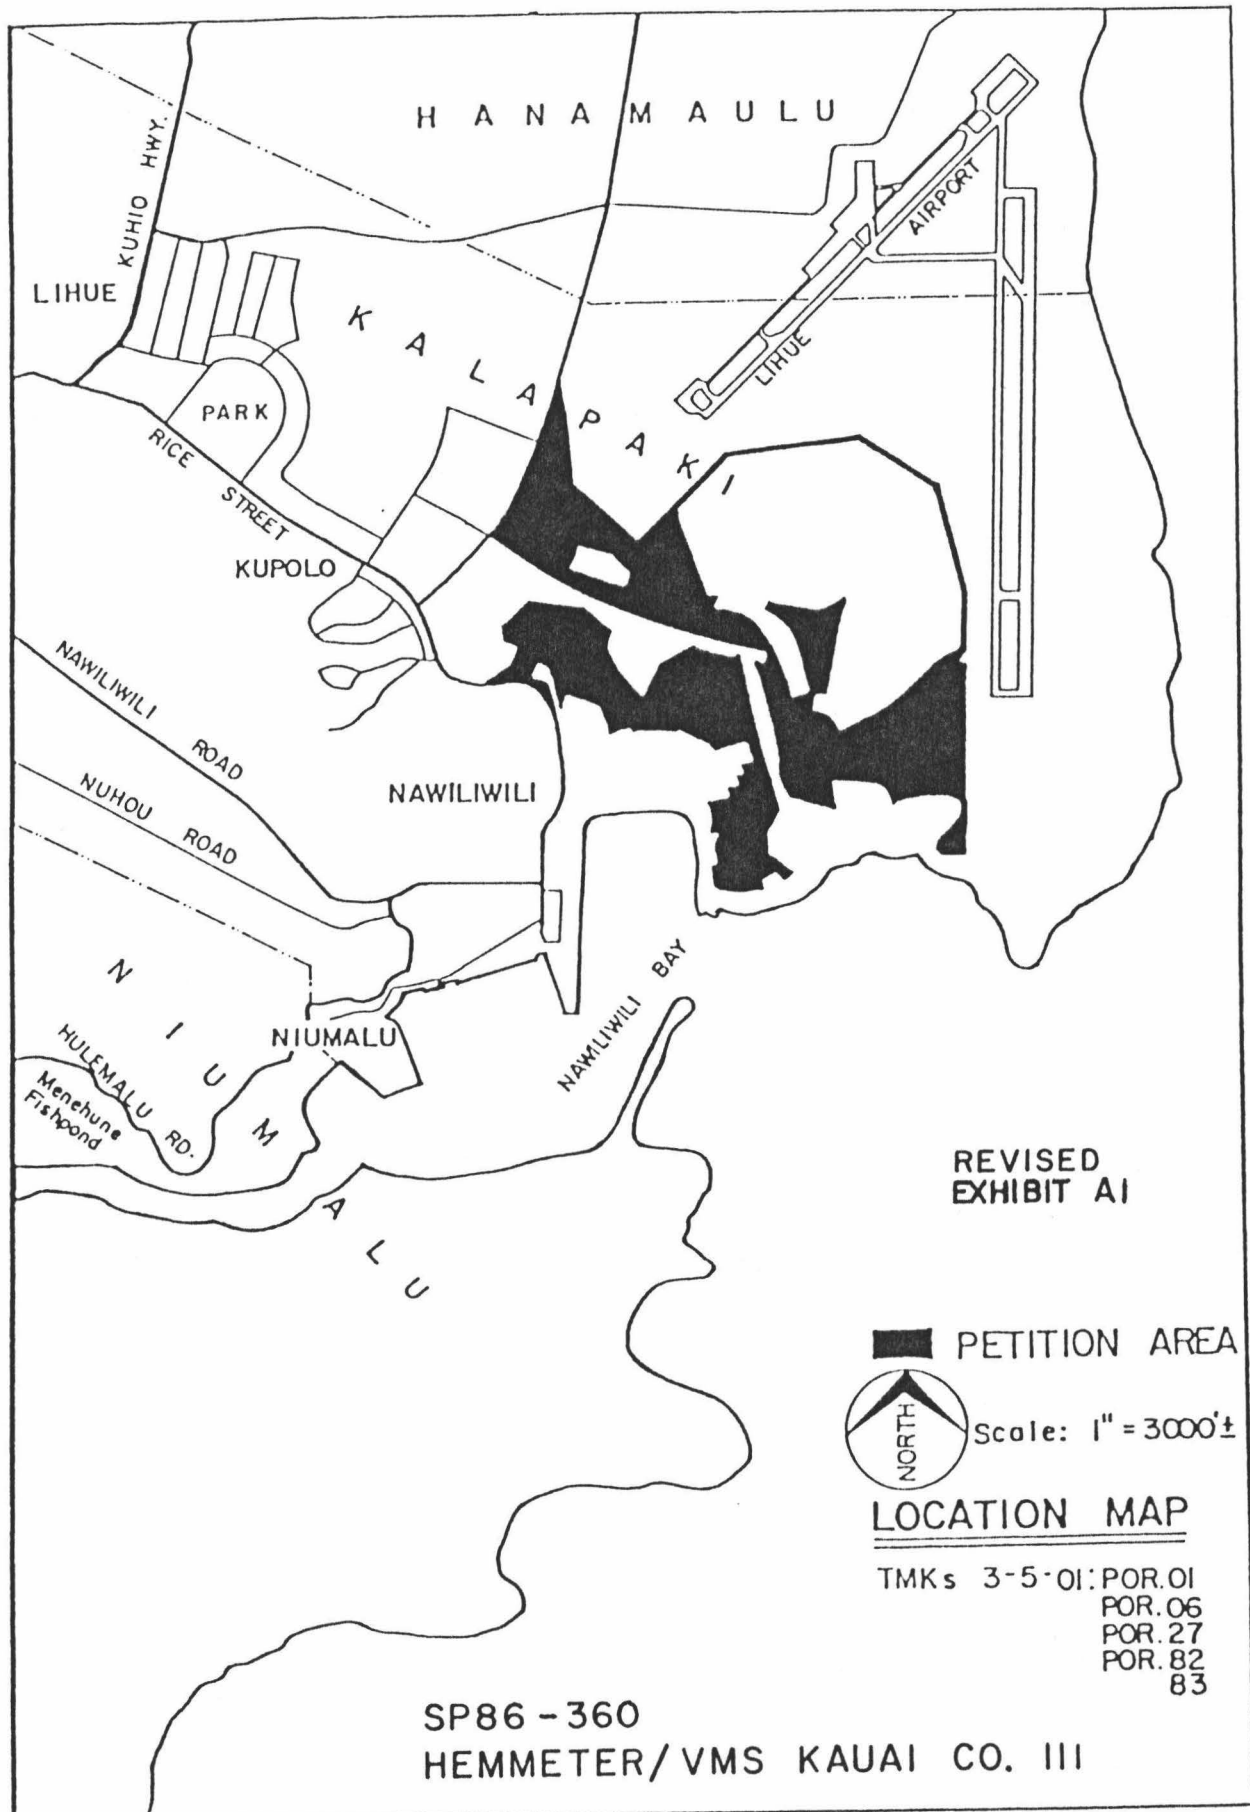 HANAMAULU
KUHIO HWY.
LIHUE AIRPORT
LIHUE
KALAPAKI
PARK
RICE STREET
KUPOLO
NAWILIWILI ROAD
NUHOU ROAD
NAWILIWILI
NAWILIWILI BAY
NIUMALU
NIUMALU
HULEMALU RD.
Menehune
Fishpond
REVISED
EXHIBIT A1
PETITION AREA
NORTH
Scale: 1" = 3000'±
LOCATION MAP
TMKs 3-5-01: POR.01
POR.06
POR.27
POR.82
83
SP86-360
HEMMETER/VMS KAUAI CO. III